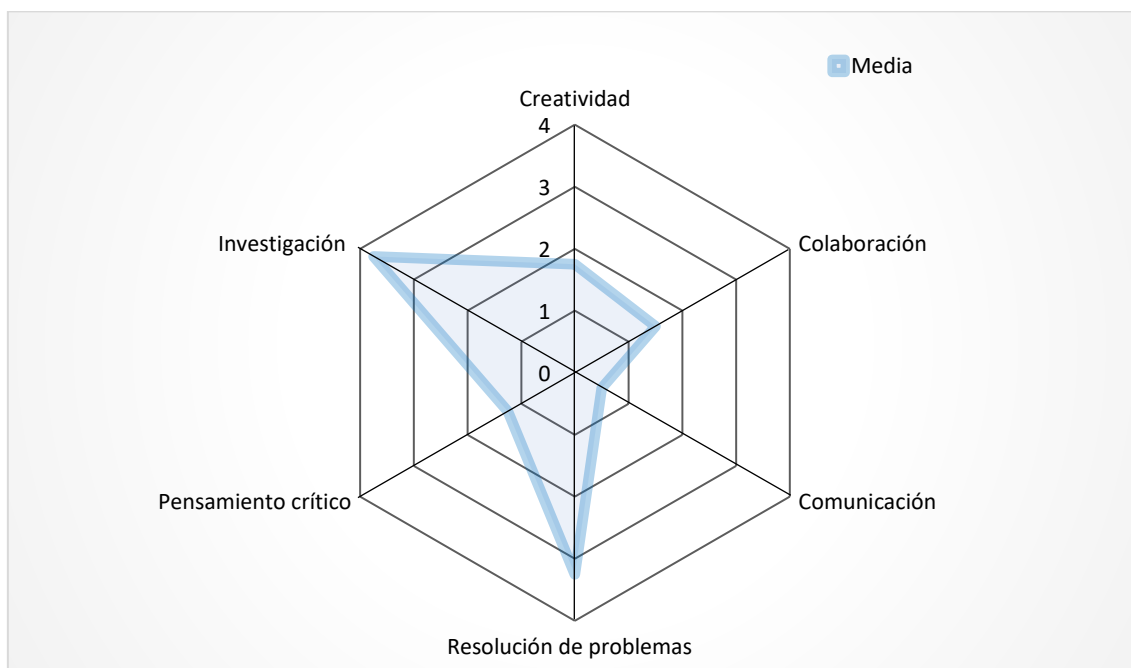 Media
Creatividad
4
3
Investigación
Colaboración
2
1
0
Pensamiento crítico
Comunicación
Resolución de problemas